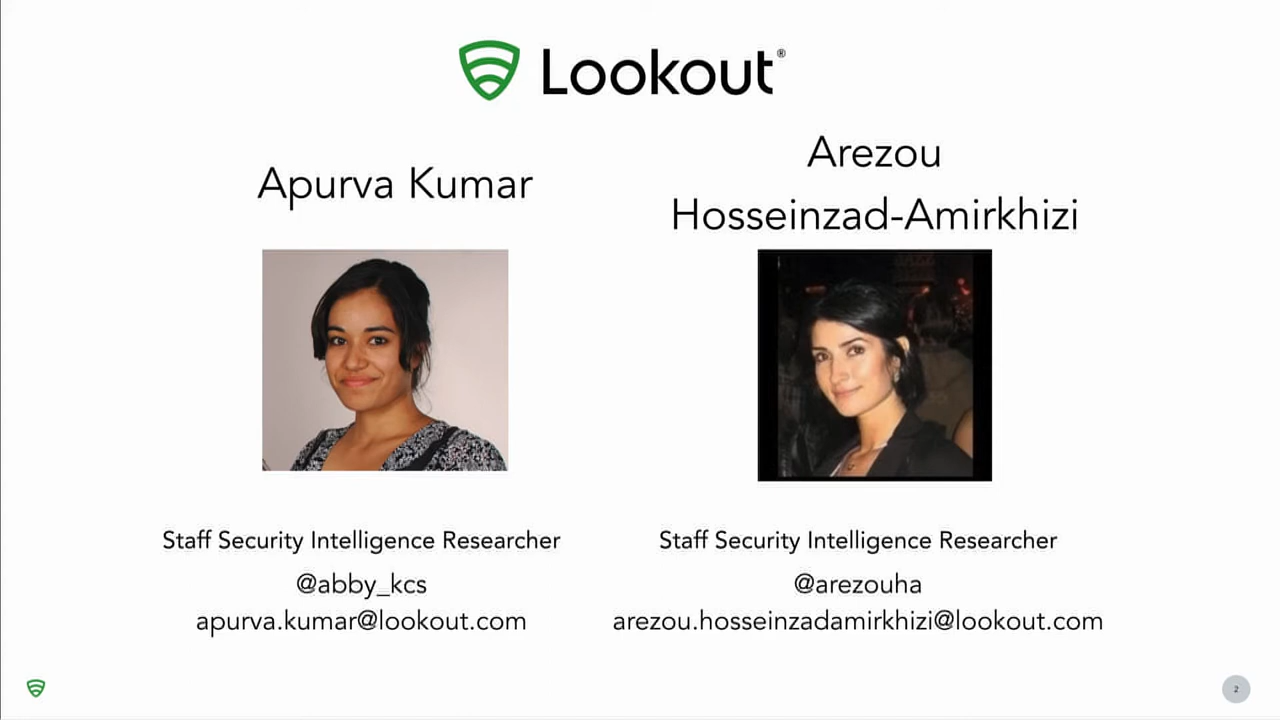 Lookout®
Apurva Kumar
Arezou
Hosseinzad-Amirkhizi
Staff Security Intelligence Researcher
@abby_kcs
apurva.kumar@lookout.com
Staff Security Intelligence Researcher
@arezouha
arezou.hosseinzadamirkhizi@lookout.com
2